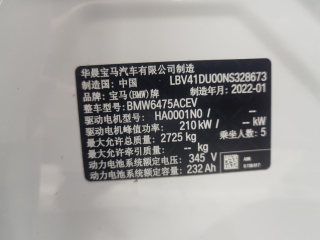 华晨宝马汽车有限公司制造
制造国：中国 LBV41DU00NS328673
品牌：宝马(BMW)牌 制造年月：2022-01
整车型号：BMW6475ACEV
驱动电机型号： HA0001N0 / --
驱动电机峰值功率： 210 kW / -- kW
最大允许总质量： 2725 kg 乘坐人数：5
最大允许牵引质量： -- kg
动力电池系统额定电压： 345 V
动力电池系统额定容量： 232 Ah